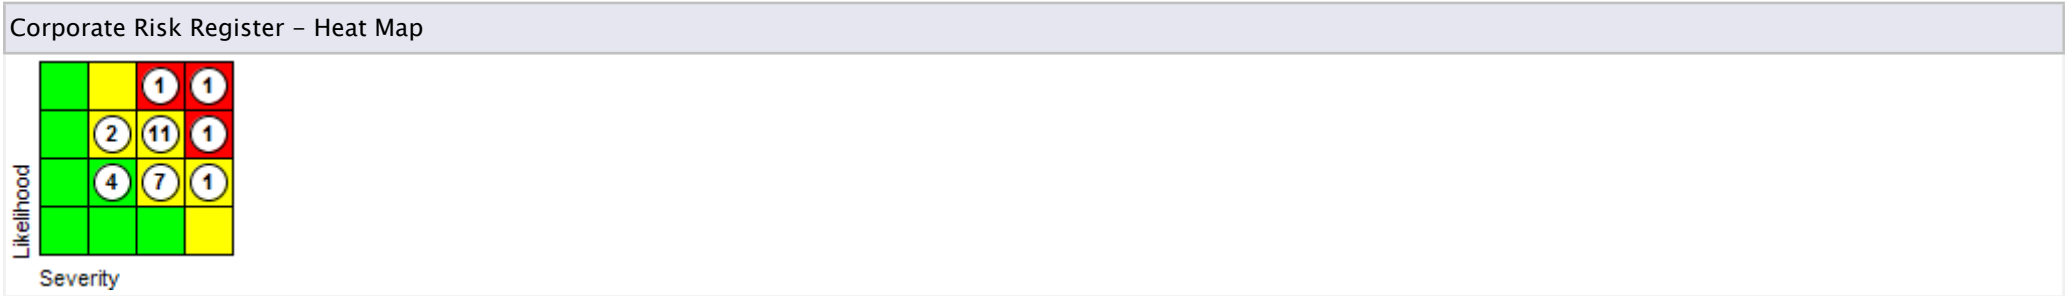 Corporate Risk Register - Heat Map
1 1
2 11 1
4 7 1
Likelihood
Severity